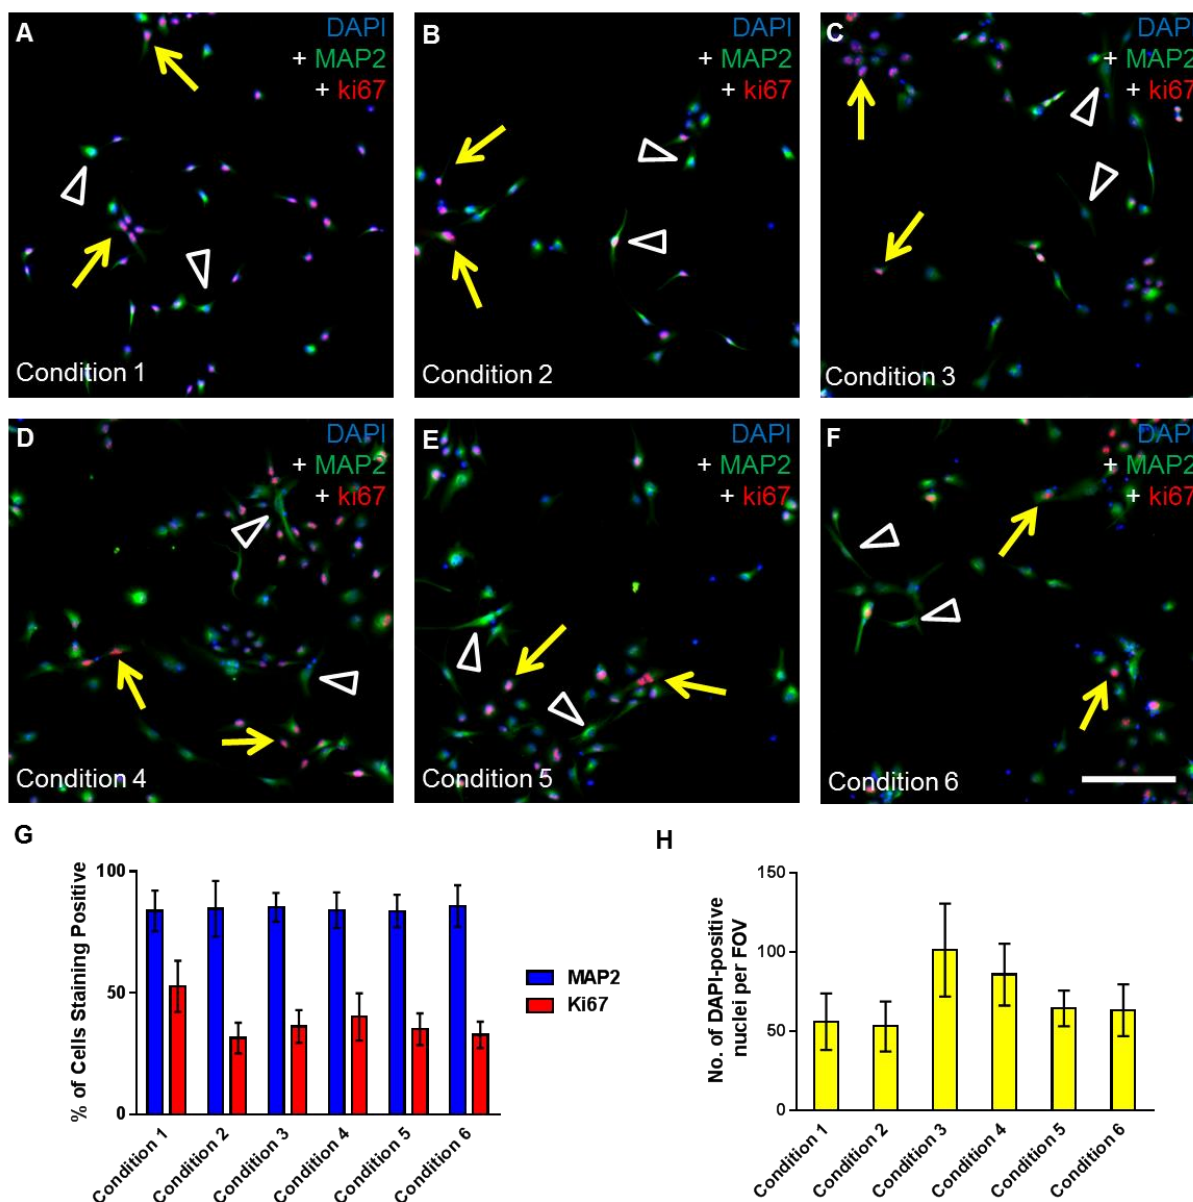 A
DAPI
+ MAP2
+ ki67
Condition 1
B
DAPI
+ MAP2
+ ki67
Condition 2
C
DAPI
+ MAP2
+ ki67
Condition 3
D
DAPI
+ MAP2
+ ki67
Condition 4
E
DAPI
+ MAP2
+ ki67
Condition 5
F
DAPI
+ MAP2
+ ki67
Condition 6
G
% of Cells Staining Positive
100
50
0
Condition 1
Condition 2
Condition 3
Condition 4
Condition 5
Condition 6
MAP2
Ki67
H
No. of DAPI-positive
nuclei per FOV
150
100
50
0
Condition 1
Condition 2
Condition 3
Condition 4
Condition 5
Condition 6